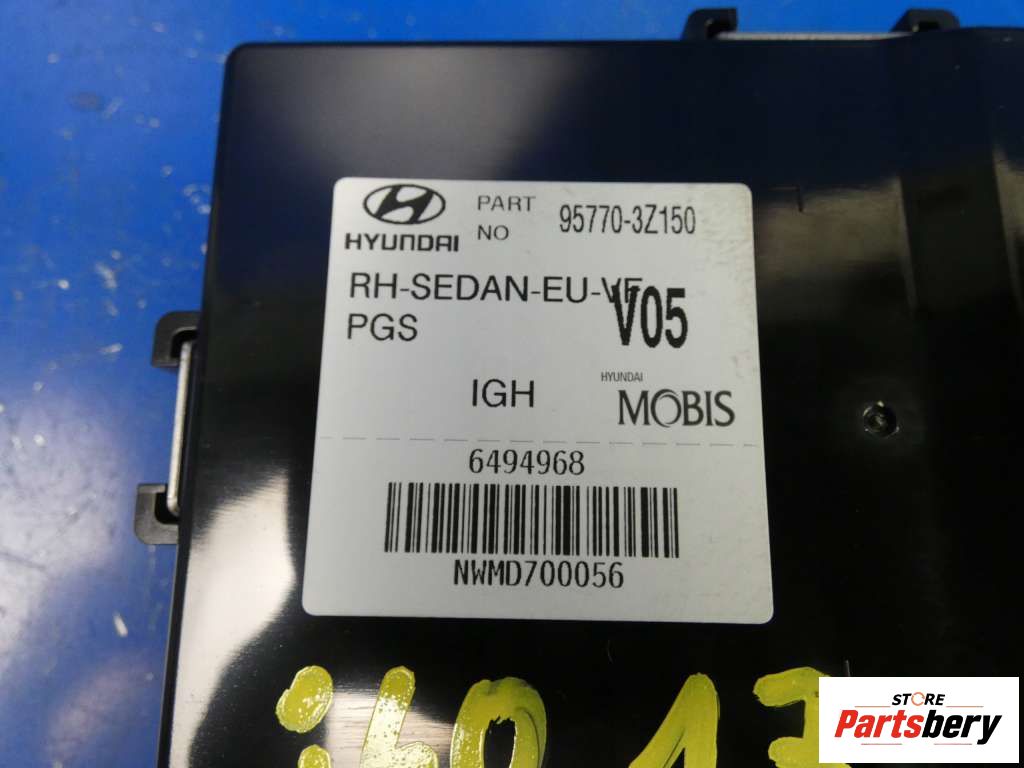 HYUNDAI
PART NO 95770-3Z150
RH-SEDAN-EU-VF
V05
PGS
IGH
HYUNDAI MOBIS
6494968
NWMD700056
STORE
Partsbery